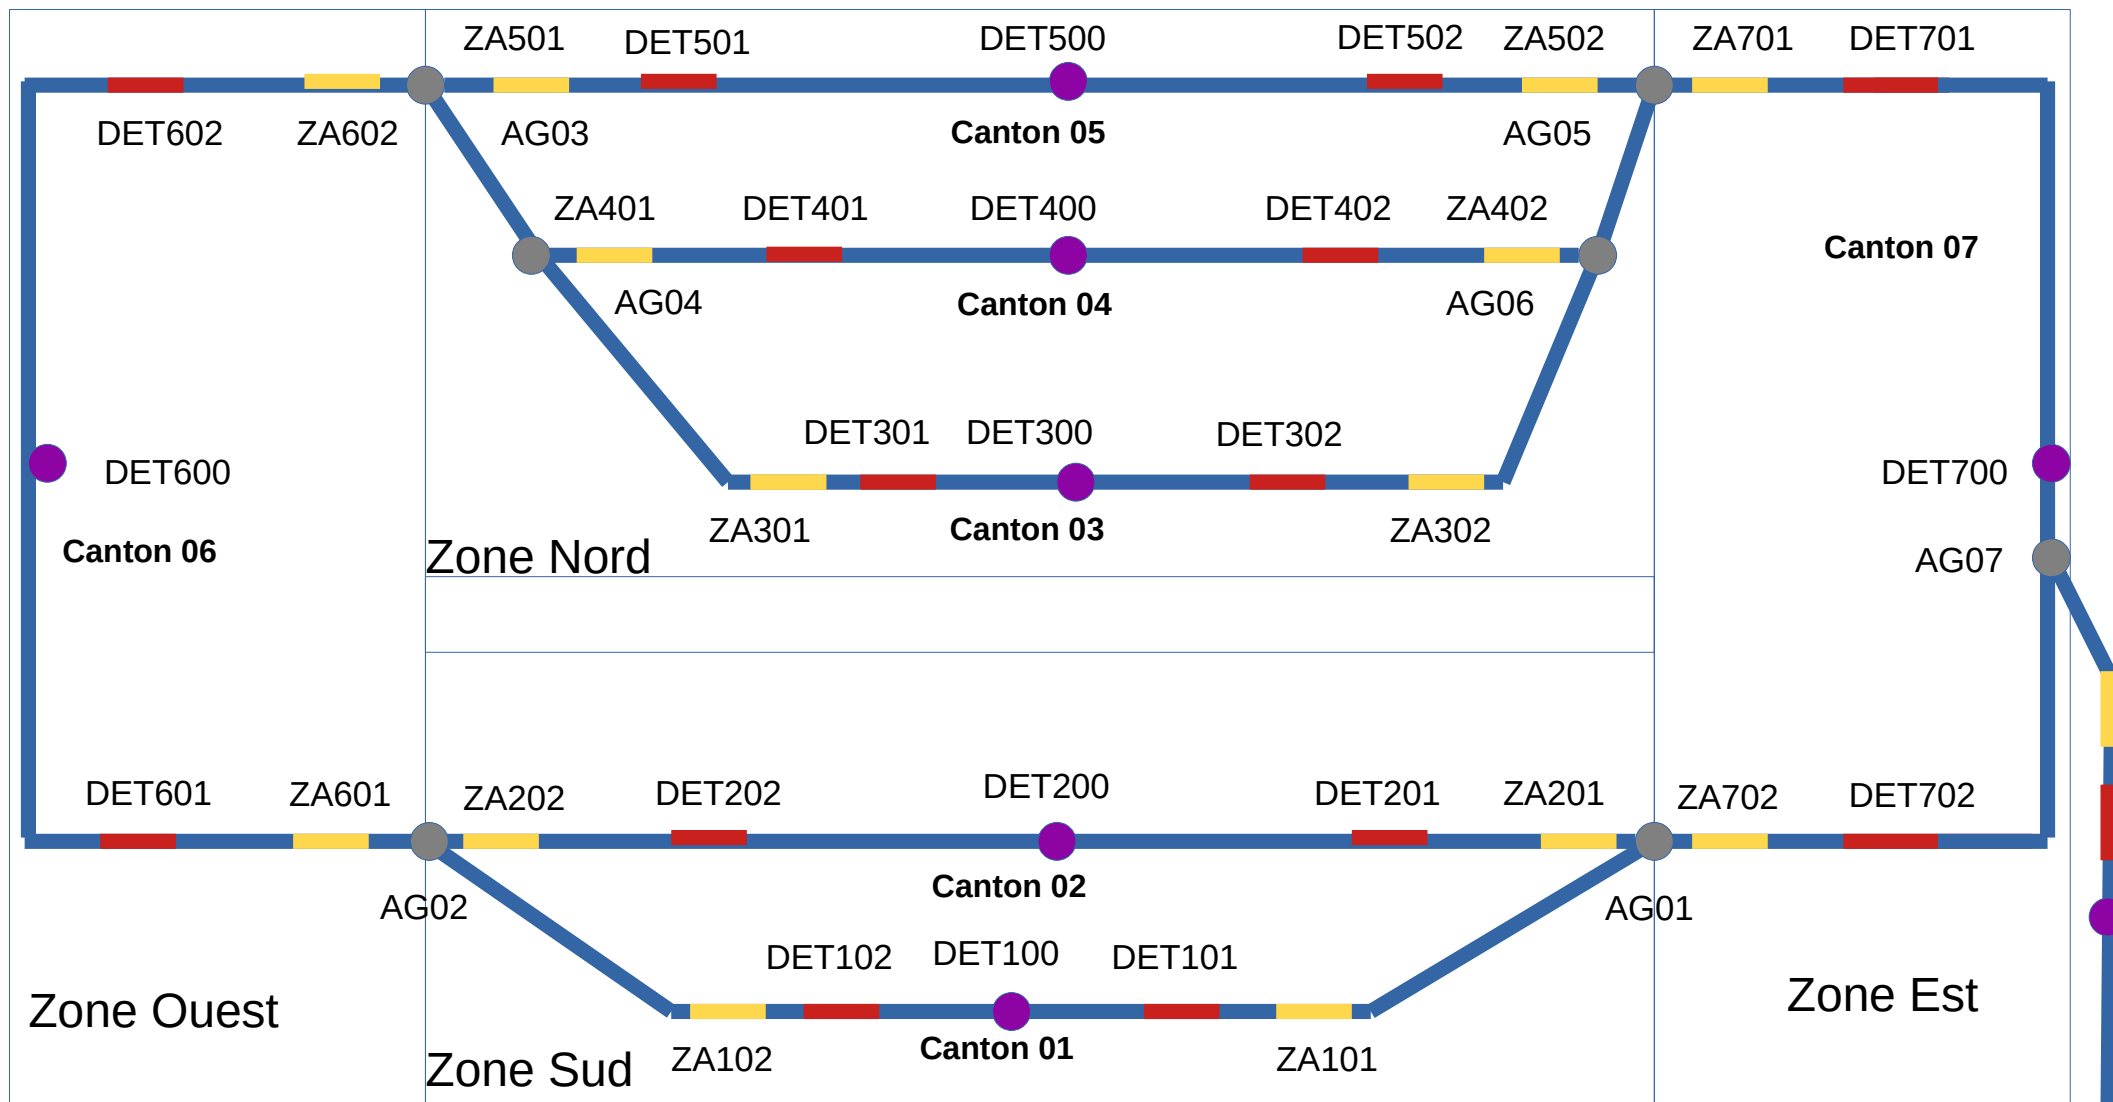 ZA501
DET501
DET500
DET502
ZA502
ZA701
DET701
DET602
ZA602
AG03
Canton 05
AG05
ZA401
DET401
DET400
DET402
ZA402
Canton 07
AG04
Canton 04
AG06
DET301
DET300
DET302
DET600
DET700
ZA301
Canton 03
ZA302
Canton 06
Zone Nord
AG07
DET601
ZA601
ZA202
DET202
DET200
DET201
ZA201
ZA702
DET702
Canton 02
AG02
AG01
DET102
DET100
DET101
Zone Ouest
Zone Est
Canton 01
Zone Sud
ZA102
ZA101